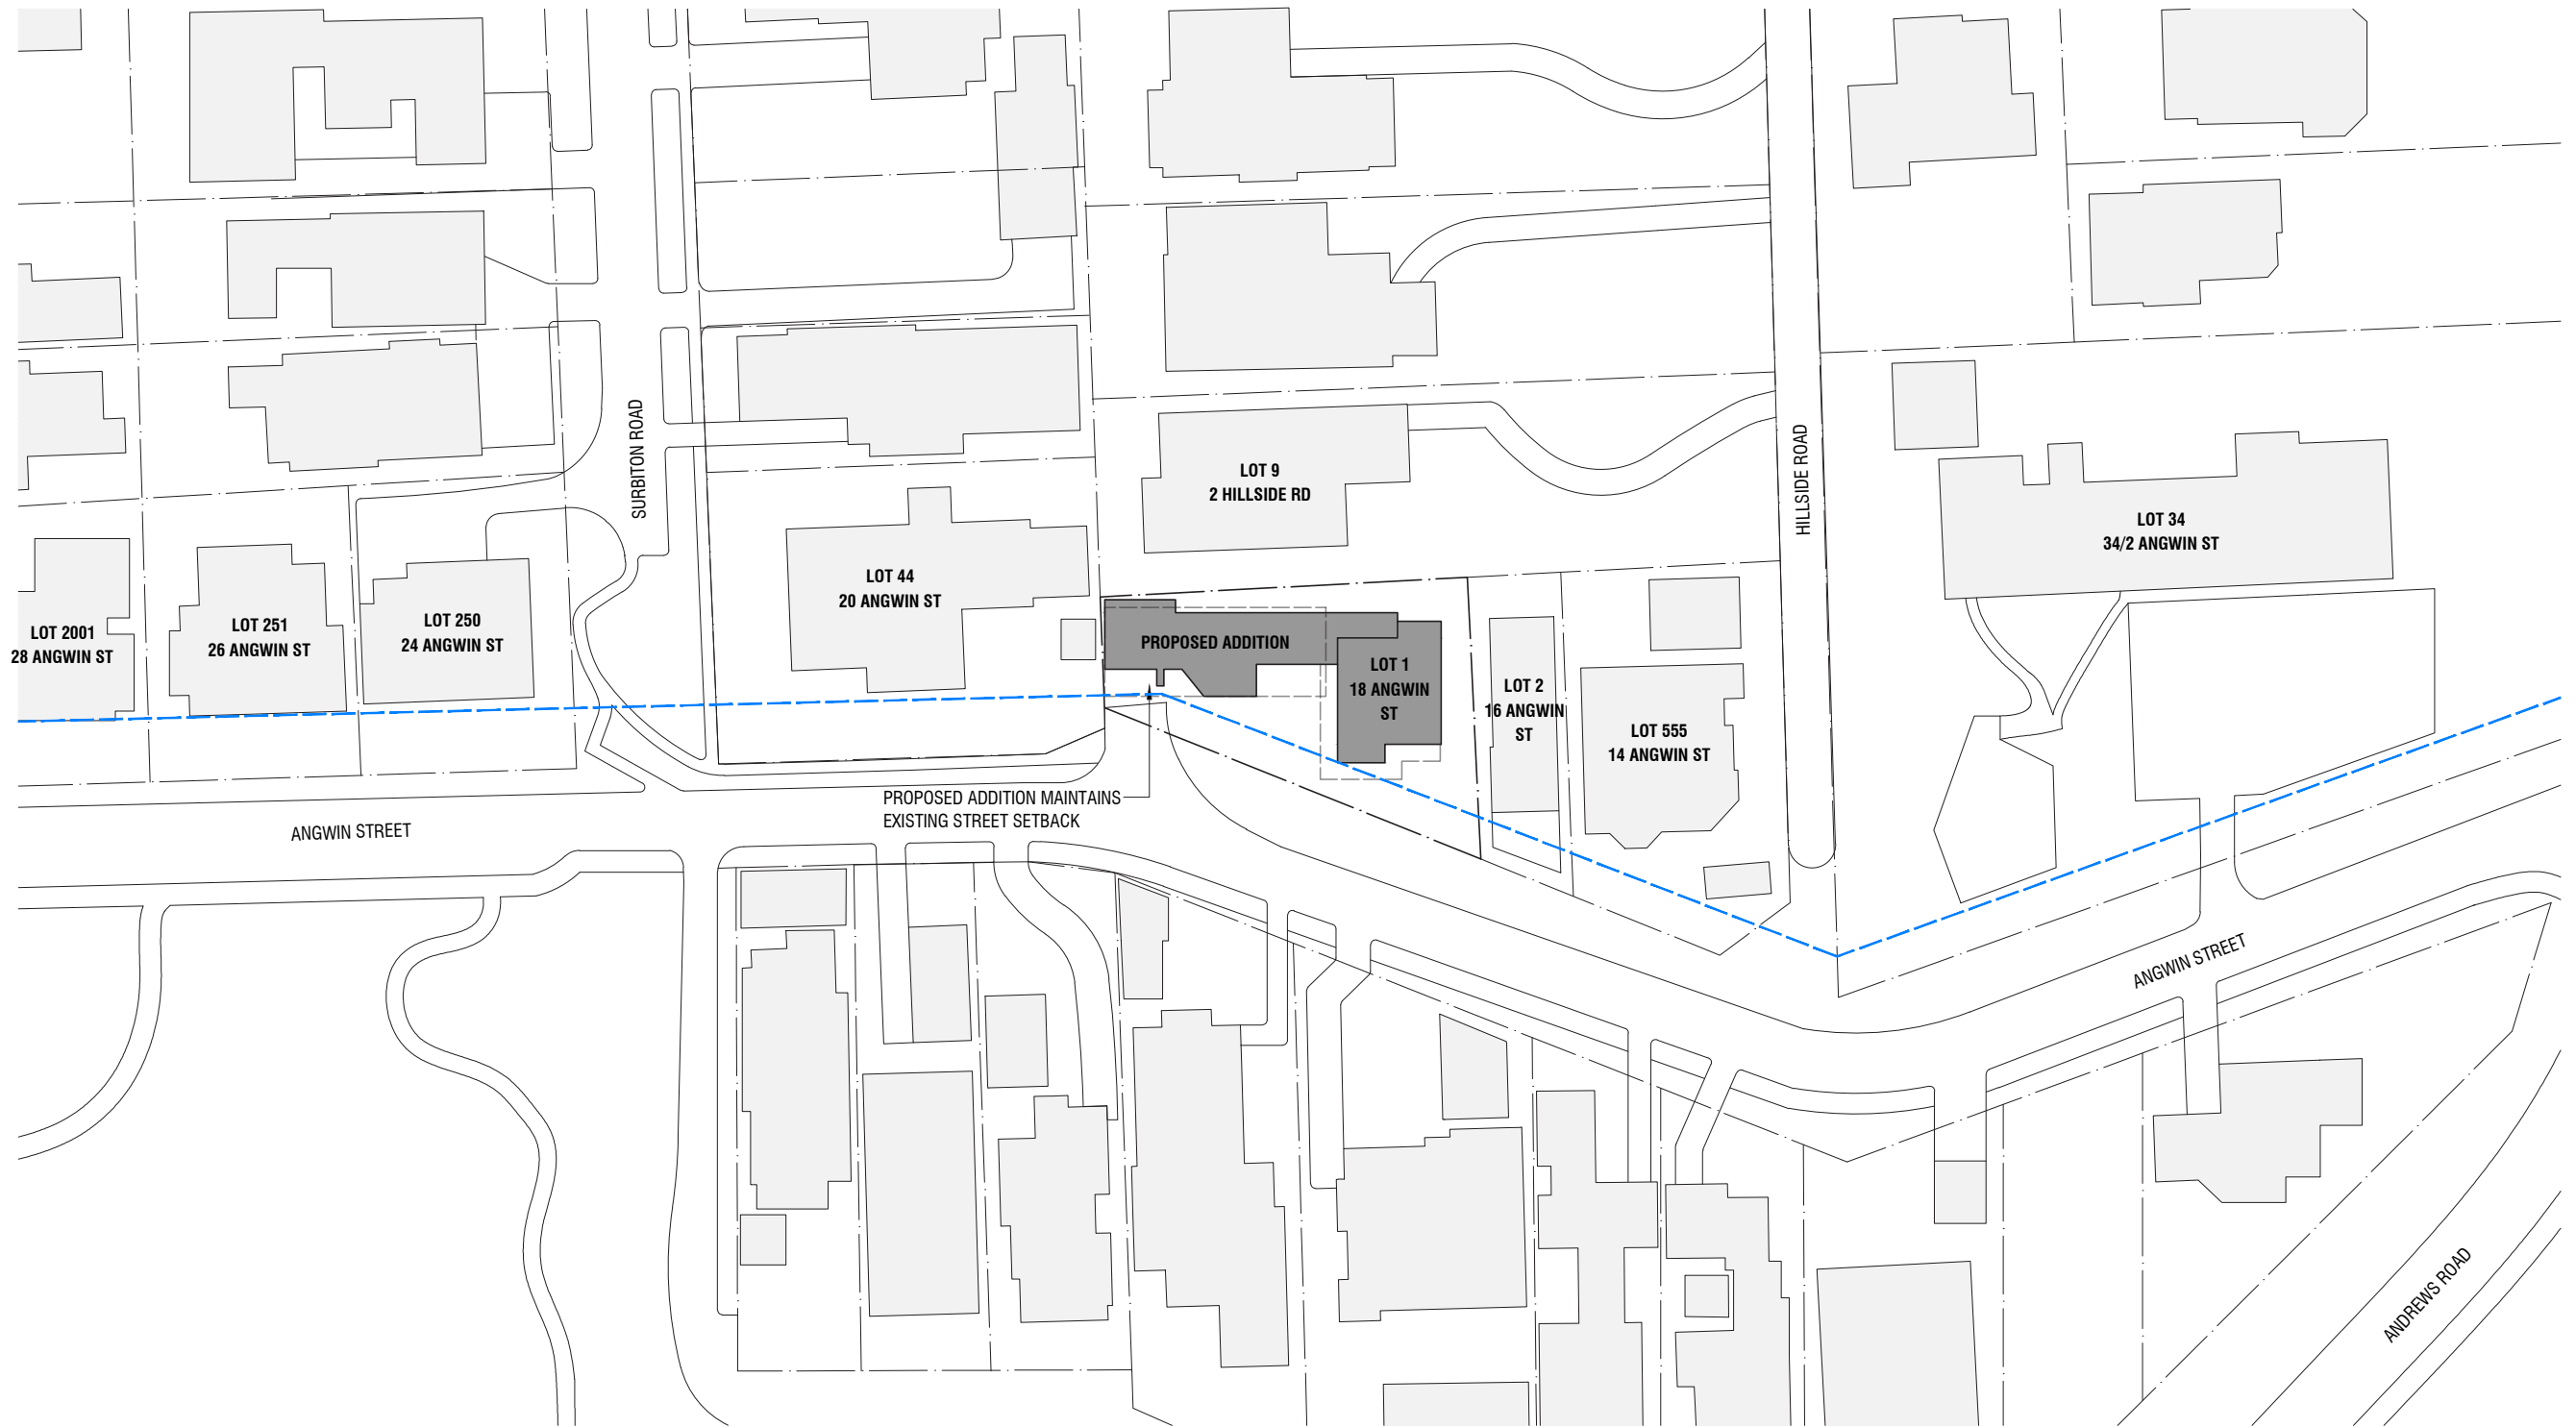 SURBITON ROAD
HILLSIDE ROAD
LOT 9
2 HILLSIDE RD
LOT 34
34/2 ANGWIN ST
LOT 44
20 ANGWIN ST
LOT 2001
28 ANGWIN ST
LOT 251
26 ANGWIN ST
LOT 250
24 ANGWIN ST
PROPOSED ADDITION
LOT 1
18 ANGWIN
ST
LOT 2
16 ANGWIN
ST
LOT 555
14 ANGWIN ST
PROPOSED ADDITION MAINTAINS
EXISTING STREET SETBACK
ANGWIN STREET
ANGWIN STREET
ANDREWS ROAD